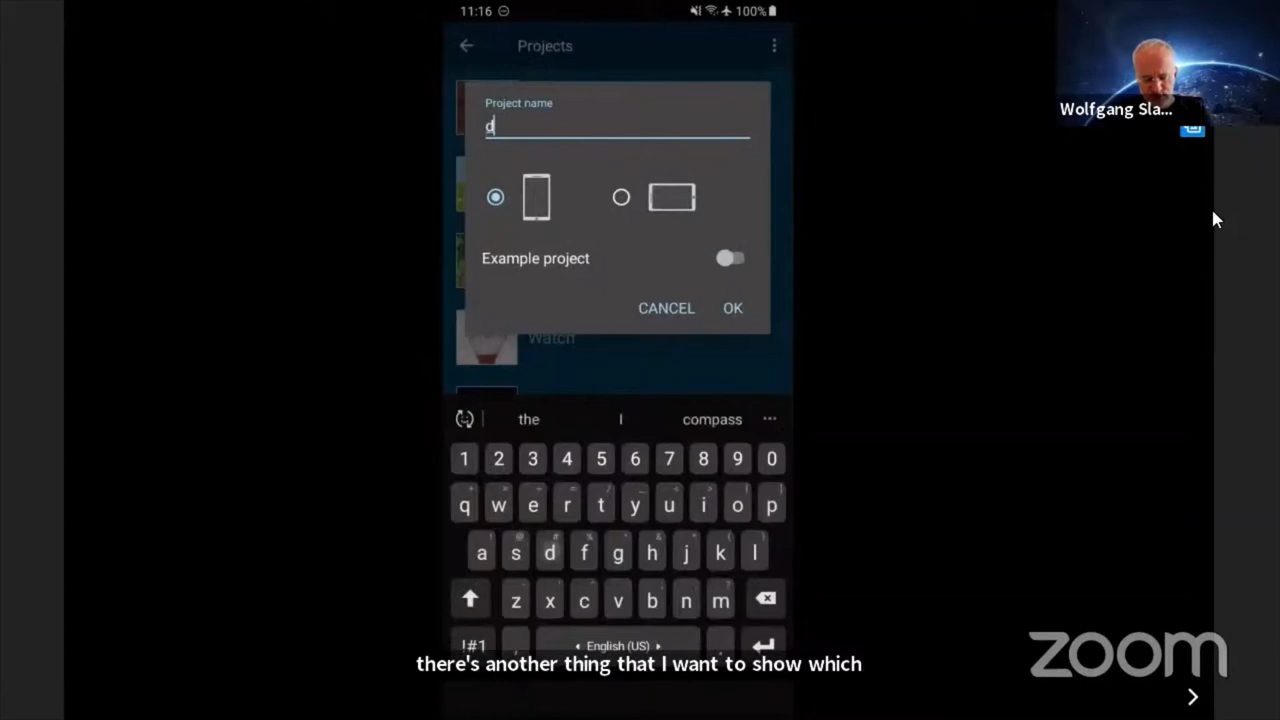 11:16
100%
Projects
Project name
d
Example project
CANCEL OK
Watch
Wolfgang Sla...
the I compass
1 2 3 4 5 6 7 8 9 0
q w e r t y u i o p
a s d f g h j k l
z x c v b n m
!#1 , English (US) .
there's another thing that I want to show which
zoom